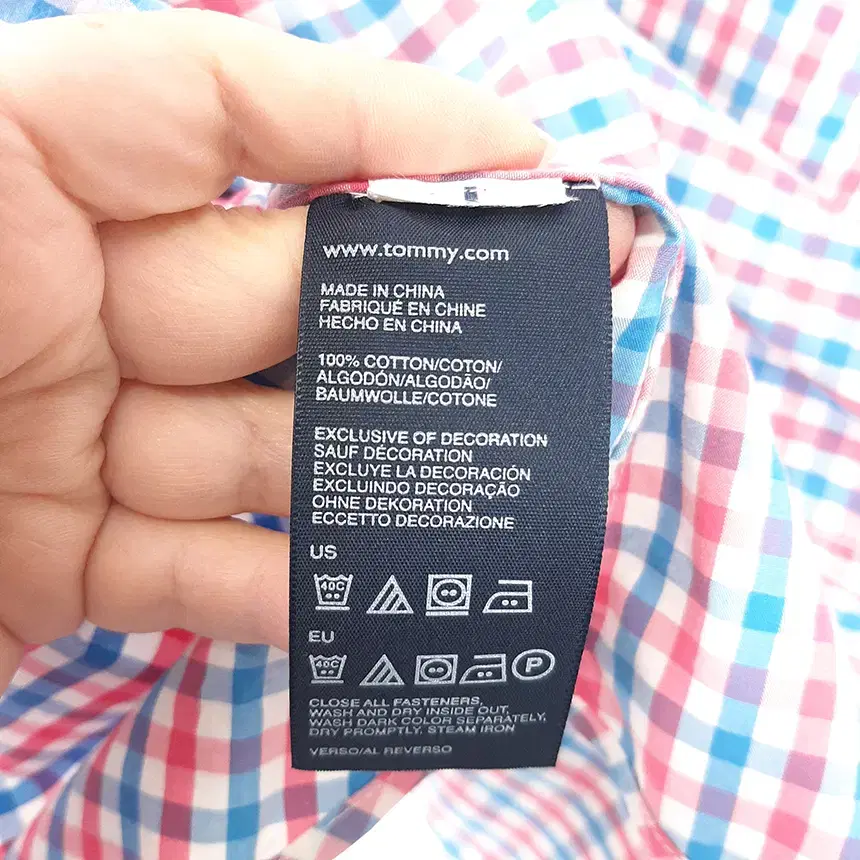 www.tommy.com
MADE IN CHINA
FABRIQUÉ EN CHINE
HECHO EN CHINA
100% COTTON/COTON/
ALGODÓN/ALGODÃO/
BAUMWOLLE/COTONE
EXCLUSIVE OF DECORATION
SAUF DÉCORATION
EXCLUYE LA DECORACIÓN
EXCLUINDO DECORAÇÃO
OHNE DEKORATION
ECCETTO DECORAZIONE
US
40C
EU
40C P
CLOSE ALL FASTENERS,
WASH AND DRY INSIDE OUT,
WASH DARK COLOR SEPARATELY,
DRY PROMPTLY, STEAM IRON
VERSO/AL REVERSO